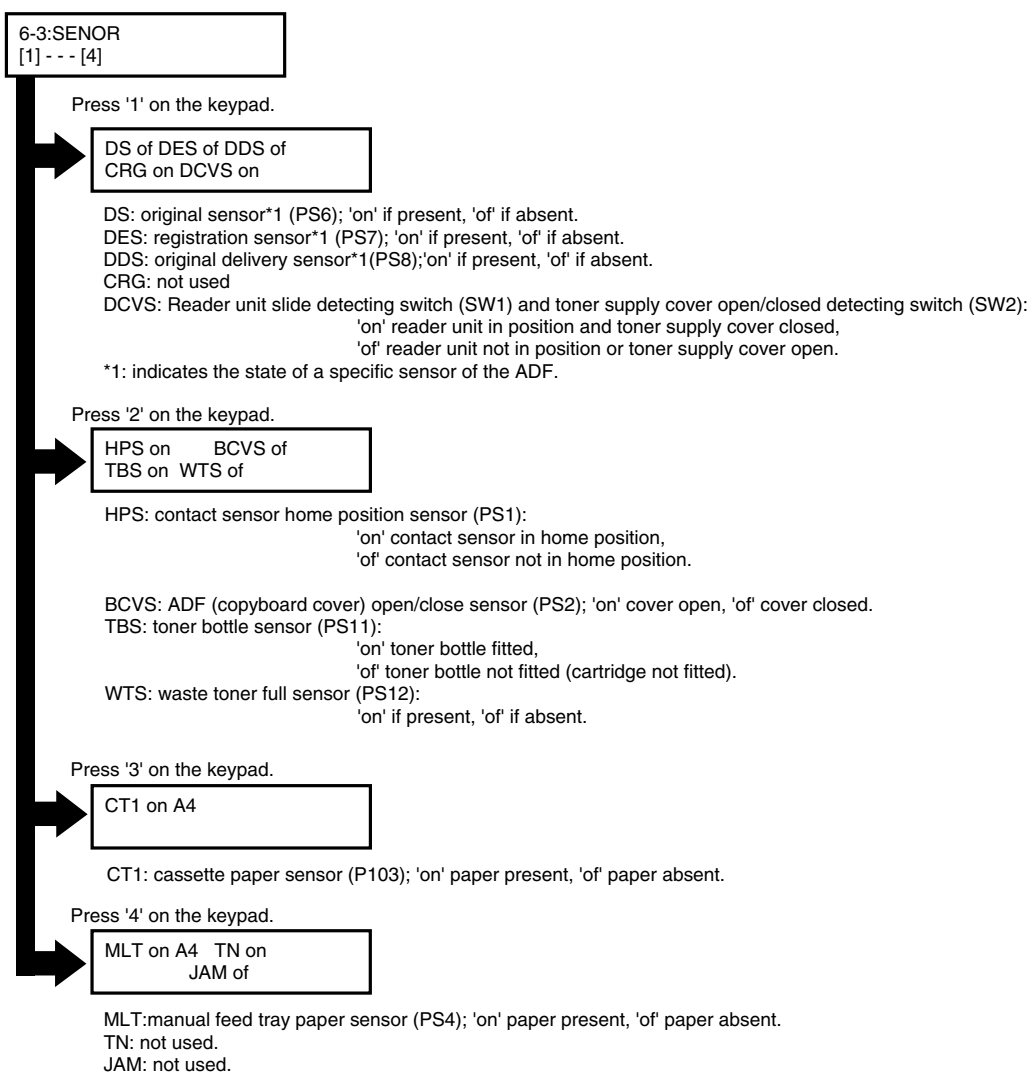 6-3:SENOR
[1] - - - [4]
Press '1' on the keypad.
DS of DES of DDS of
CRG on DCVS on
DS: original sensor*1 (PS6); 'on' if present, 'of' if absent.
DES: registration sensor*1 (PS7); 'on' if present, 'of' if absent.
DDS: original delivery sensor*1(PS8);'on' if present, 'of' if absent.
CRG: not used
DCVS: Reader unit slide detecting switch (SW1) and toner supply cover open/closed detecting switch (SW2):
'on' reader unit in position and toner supply cover closed,
'of' reader unit not in position or toner supply cover open.
*1: indicates the state of a specific sensor of the ADF.
Press '2' on the keypad.
HPS on BCVS of
TBS on WTS of
HPS: contact sensor home position sensor (PS1):
'on' contact sensor in home position,
'of' contact sensor not in home position.
BCVS: ADF (copyboard cover) open/close sensor (PS2); 'on' cover open, 'of' cover closed.
TBS: toner bottle sensor (PS11):
'on' toner bottle fitted,
'of' toner bottle not fitted (cartridge not fitted).
WTS: waste toner full sensor (PS12):
'on' if present, 'of' if absent.
Press '3' on the keypad.
CT1 on A4
CT1: cassette paper sensor (P103); 'on' paper present, 'of' paper absent.
Press '4' on the keypad.
MLT on A4 TN on
JAM of
MLT:manual feed tray paper sensor (PS4); 'on' paper present, 'of' paper absent.
TN: not used.
JAM: not used.